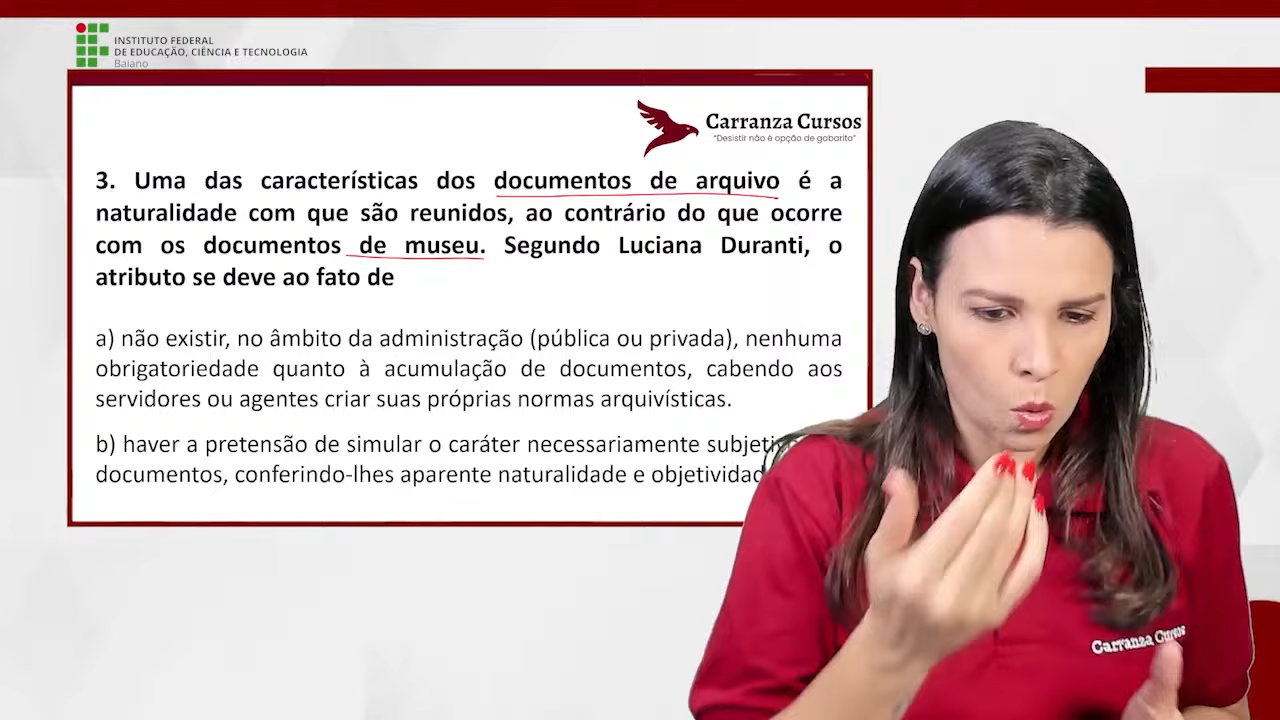 INSTITUTO FEDERAL
DE EDUCAÇÃO, CIÊNCIA E TECNOLOGIA
Baiano
Carranza Cursos
"Desistir não é opção de gabarito"
3. Uma das características dos documentos de arquivo é a
naturalidade com que são reunidos, ao contrário do que ocorre
com os documentos de museu. Segundo Luciana Duranti, o
atributo se deve ao fato de
a) não existir, no âmbito da administração (pública ou privada), nenhuma
obrigatoriedade quanto à acumulação de documentos, cabendo aos
servidores ou agentes criar suas próprias normas arquivísticas.
b) haver a pretensão de simular o caráter necessariamente
documentos, conferindo-lhes aparente naturalidade e
Carranza Cursos